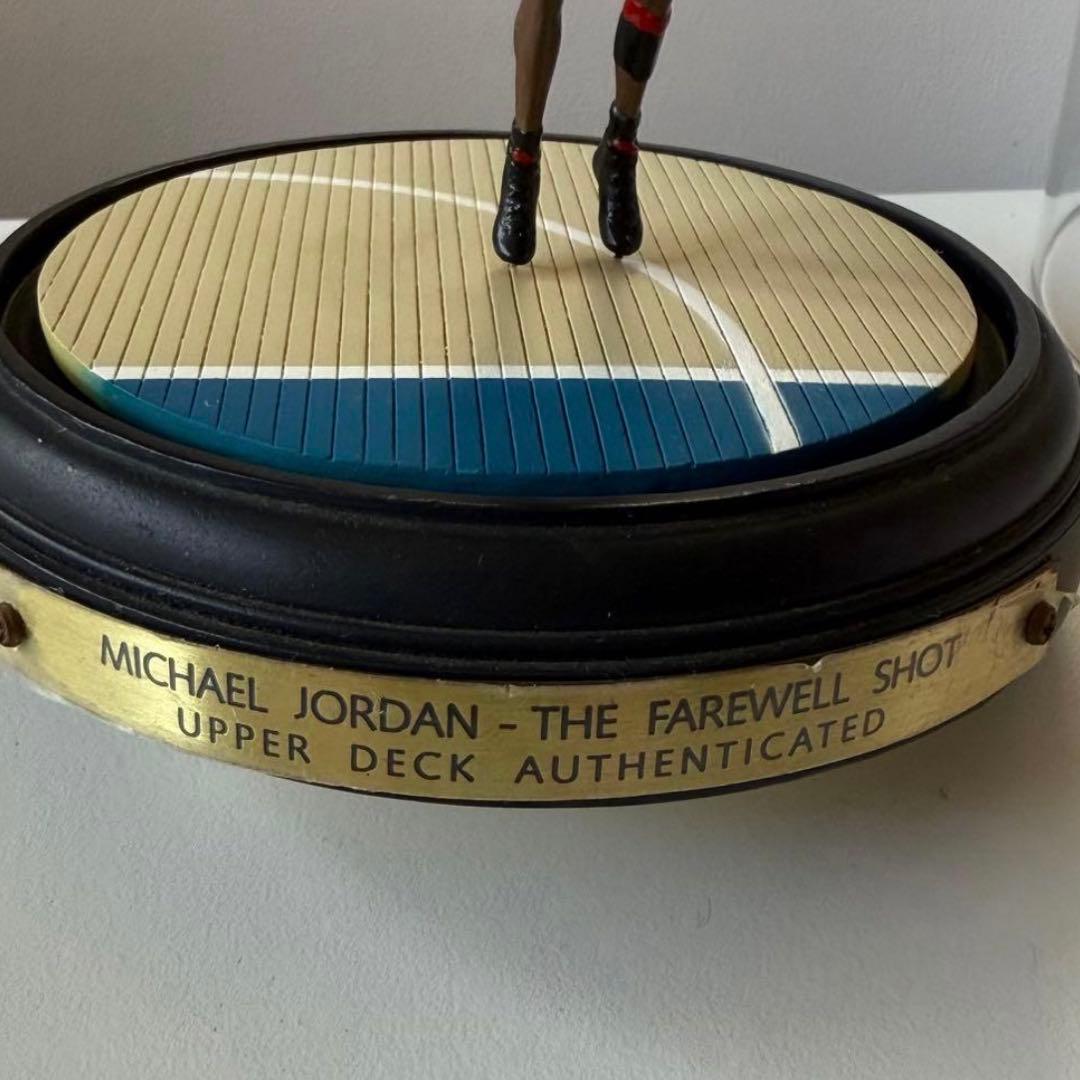 MICHAEL JORDAN - THE FAREWELL SHOT
UPPER DECK AUTHENTICATED